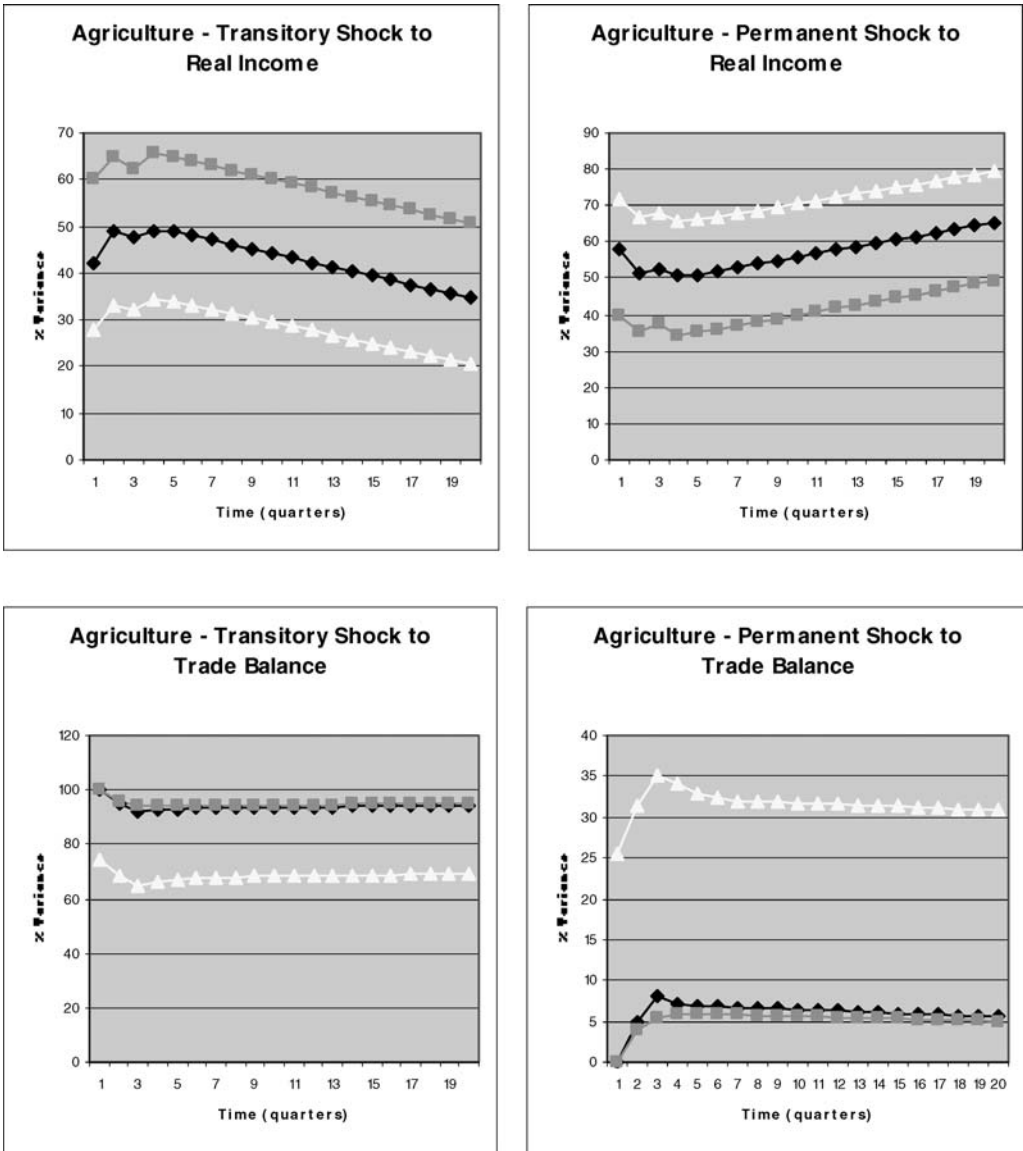 Agriculture - Transitory Shock to
Real Income
70
60
50
40
30
20
10
0
% Variance
1 3 5 7 9 11 13 15 17 19
Time (quarters)
Agriculture - Permanent Shock to
Real Income
90
80
70
60
50
40
30
20
10
0
% Variance
1 3 5 7 9 11 13 15 17 19
Time (quarters)
Agriculture - Transitory Shock to
Trade Balance
120
100
80
60
40
20
0
% Variance
1 3 5 7 9 11 13 15 17 19
Time (quarters)
Agriculture - Permanent Shock to
Trade Balance
40
35
30
25
20
15
10
5
0
% Variance
1 2 3 4 5 6 7 8 9 10 11 12 13 14 15 16 17 18 19 20
Time (quarters)